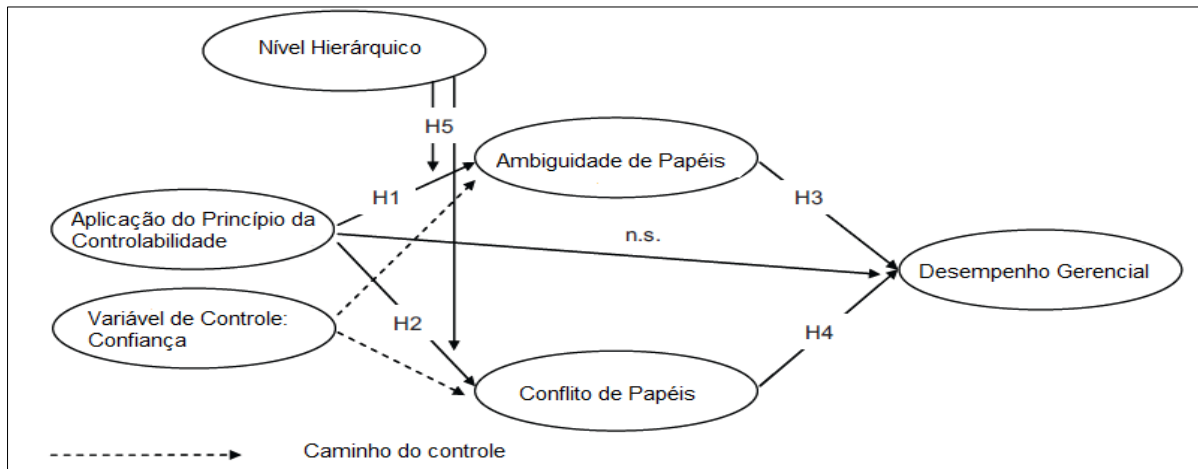 Nível Hierárquico
H5
Ambiguidade de Papéis
H1
H3
Aplicação do Princípio da
Controlabilidade
n.s.
Desempenho Gerencial
Variável de Controle:
Confiança
H2
H4
Conflito de Papéis
Caminho do controle